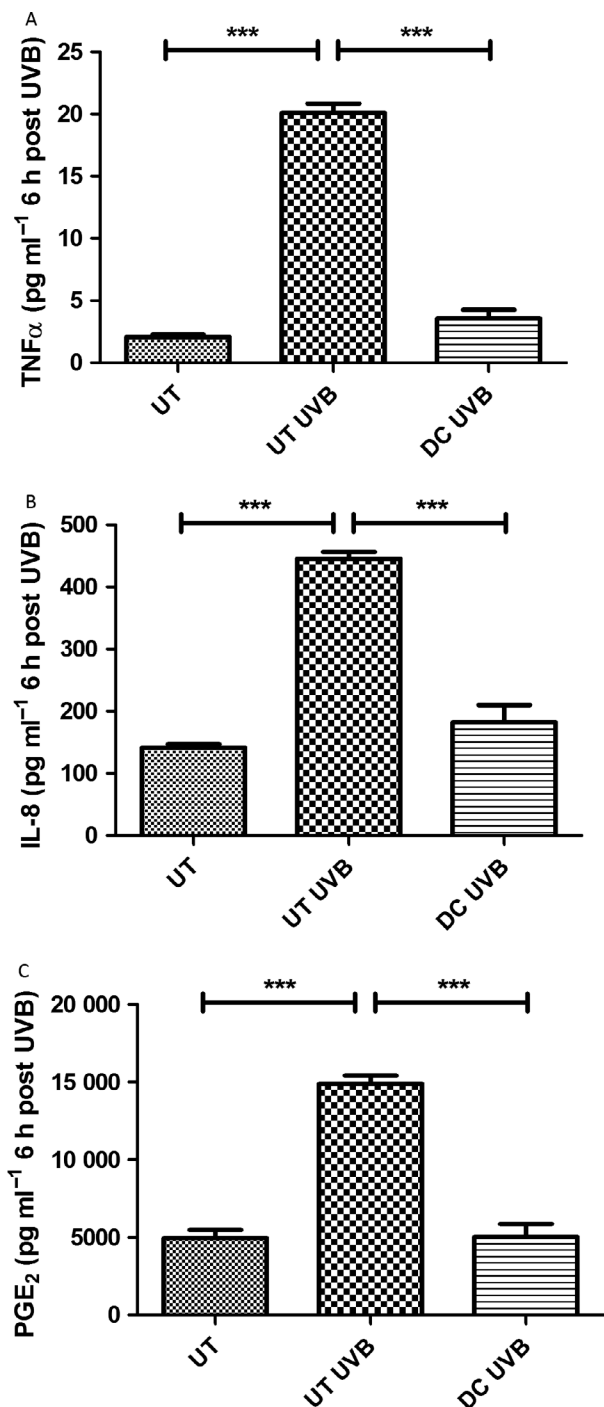 A
*** ***
TNFα (pg ml⁻¹ 6 h post UVB)
25
20
15
10
5
0
UT
UT UVB
DC UVB
B
*** ***
IL-8 (pg ml⁻¹ 6 h post UVB)
500
400
300
200
100
0
UT
UT UVB
DC UVB
C
*** ***
PGE₂ (pg ml⁻¹ 6 h post UVB)
20 000
15 000
10 000
5000
0
UT
UT UVB
DC UVB